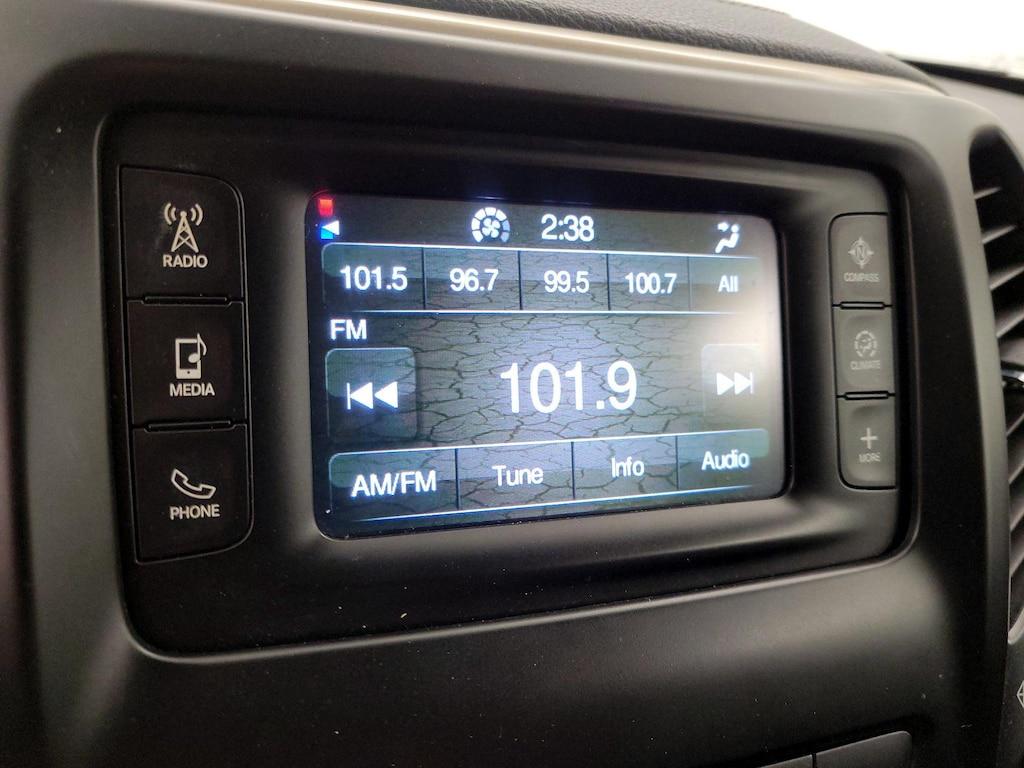 RADIO
MEDIA
PHONE
2:38
101.5 96.7 99.5 100.7 All
FM
101.9
AM/FM Tune Info Audio
N
COMPASS
CLIMATE
+
MORE